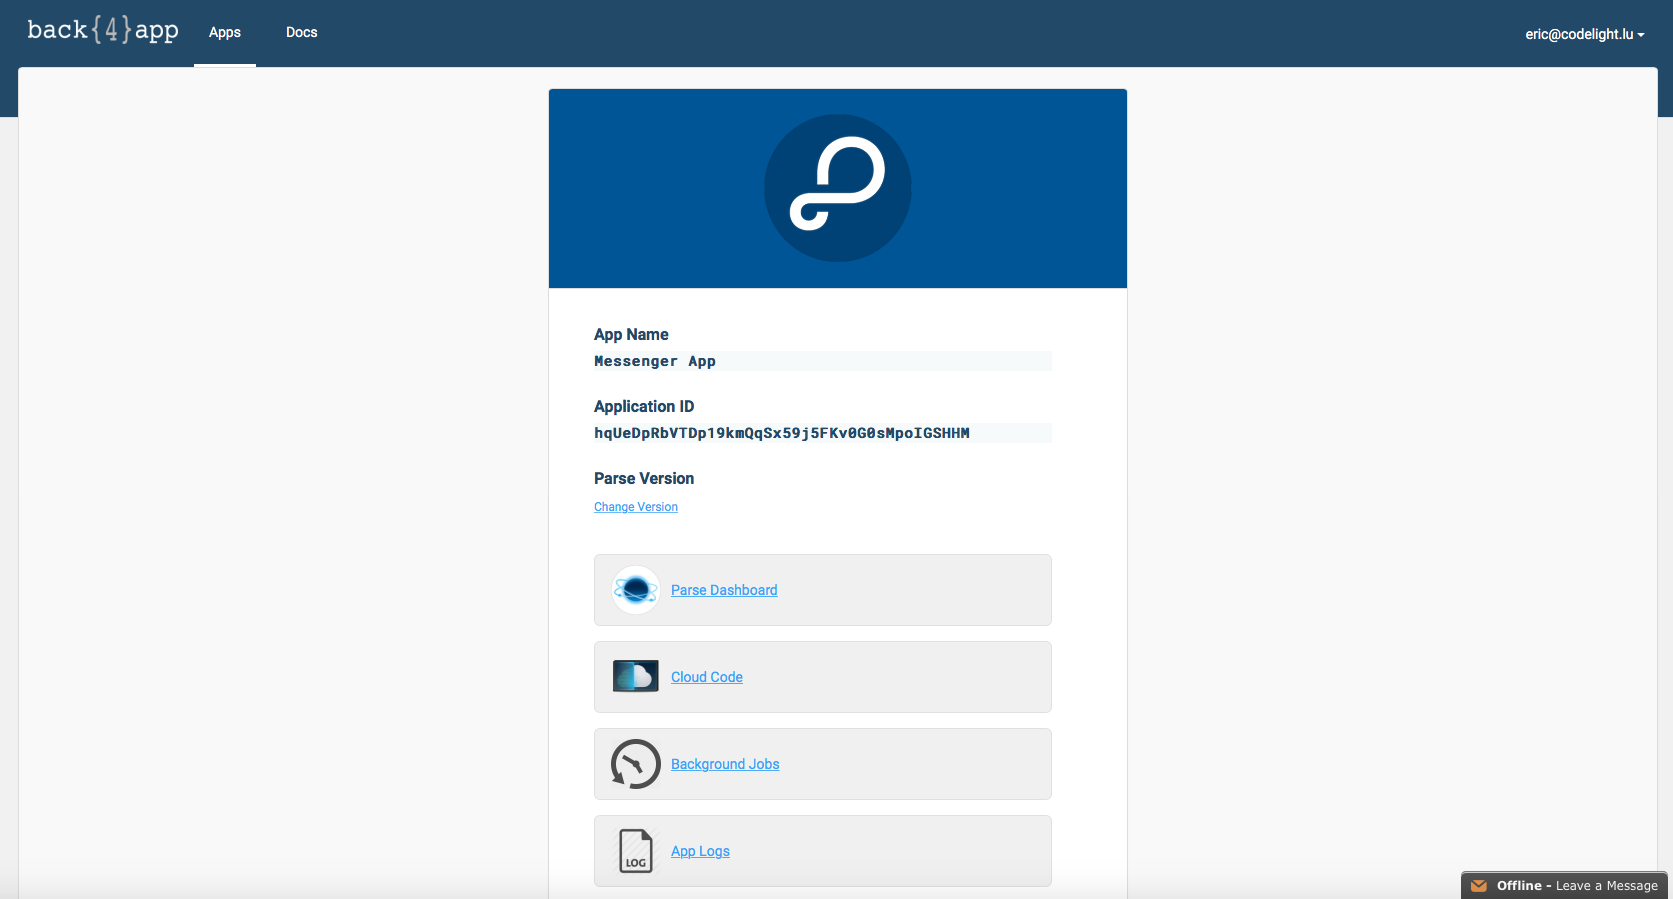 back{4}app
Apps
Docs
eric@codelight.lu
App Name
Messenger App
Application ID
hqUeDpRbVTDp19kmQqSx59j5FKv0G0sMpoIGSHHM
Parse Version
Change Version
Parse Dashboard
Cloud Code
Background Jobs
LOG
App Logs
Offline - Leave a Message